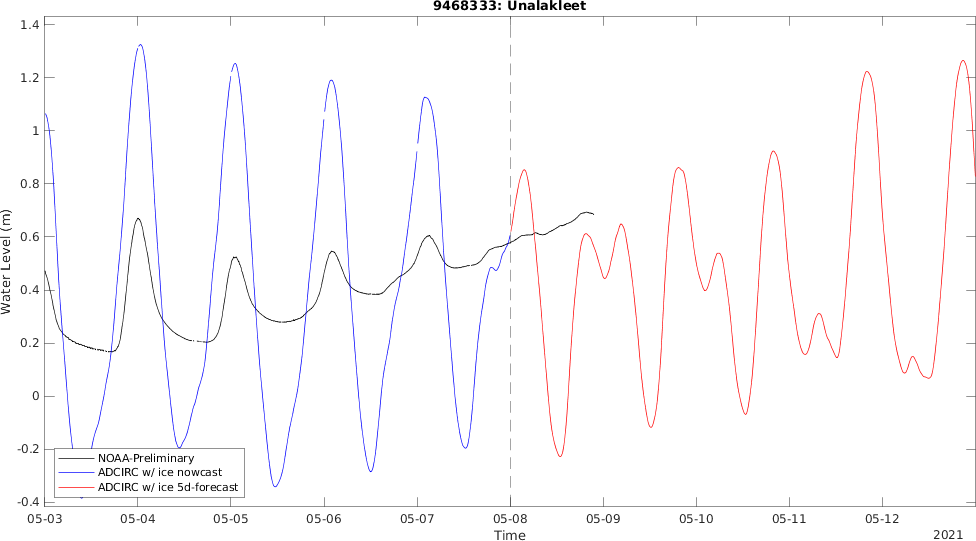 9468333: Unalakleet
1.4
1.2
1
0.8
0.6
0.4
0.2
0
-0.2
-0.4
Water Level (m)
NOAA-Preliminary
ADCIRC w/ ice nowcast
ADCIRC w/ ice 5d-forecast
05-03 05-04 05-05 05-06 05-07 05-08 05-09 05-10 05-11 05-12
Time
2021